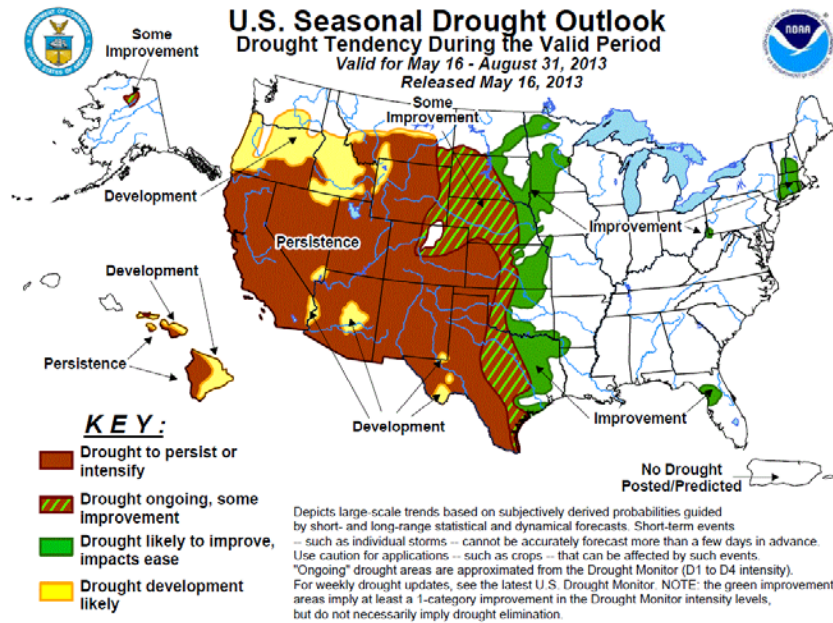 U.S. Seasonal Drought Outlook
Drought Tendency During the Valid Period
Valid for May 16 - August 31, 2013
Released May 16, 2013
NOAA
Some
Improvement
Some
Improvement
Development
Persistence
Improvement
Development
Persistence
Development
Improvement
No Drought
Posted/Predicted
KEY:
Drought to persist or
intensify
Drought ongoing, some
improvement
Drought likely to improve,
impacts ease
Drought development
likely
Depicts large-scale trends based on subjectively derived probabilities guided
by short- and long-range statistical and dynamical forecasts. Short-term events
-- such as individual storms -- cannot be accurately forecast more than a few days in advance.
Use caution for applications -- such as crops -- that can be affected by such events.
"Ongoing" drought areas are approximated from the Drought Monitor (D1 to D4 intensity).
For weekly drought updates, see the latest U.S. Drought Monitor. NOTE: the green improvement
areas imply at least a 1-category improvement in the Drought Monitor intensity levels,
but do not necessarily imply drought elimination.